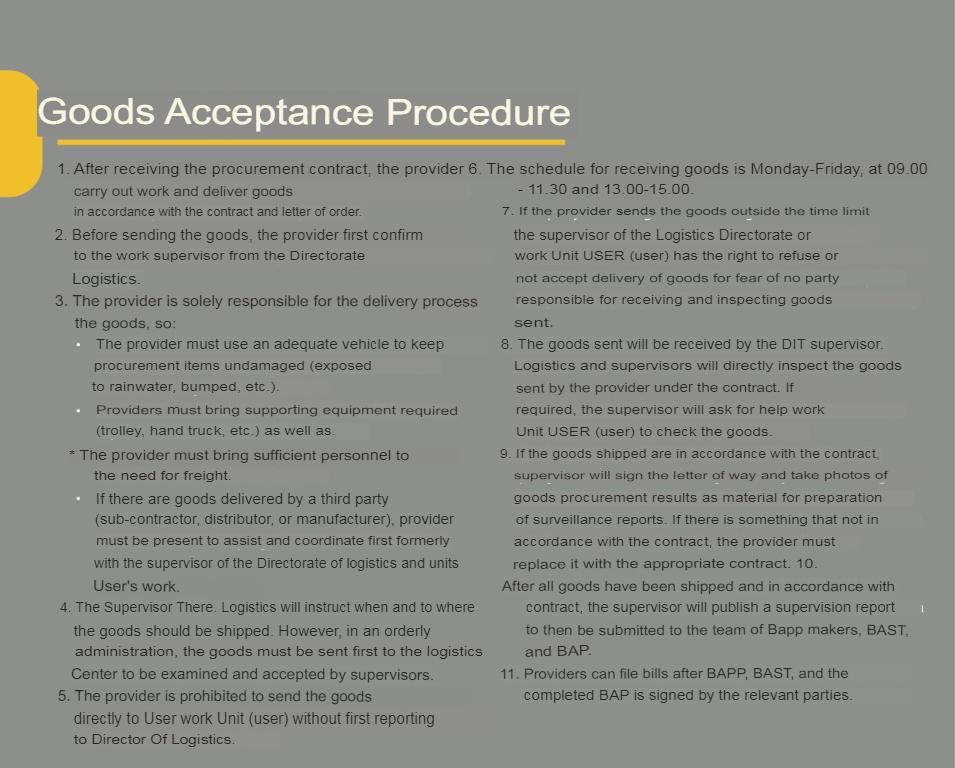 Goods Acceptance Procedure
1. After receiving the procurement contract, the provider
carry out work and deliver goods
in accordance with the contract and letter of order.
2. Before sending the goods, the provider first confirm
to the work supervisor from the Directorate
Logistics.
3. The provider is solely responsible for the delivery process
the goods, so:
• The provider must use an adequate vehicle to keep
procurement items undamaged (exposed
to rainwater, bumped, etc.).
• Providers must bring supporting equipment required
(trolley, hand truck, etc.) as well as.
* The provider must bring sufficient personnel to
the need for freight.
• If there are goods delivered by a third party
(sub-contractor, distributor, or manufacturer), provider
must be present to assist and coordinate first formerly
with the supervisor of the Directorate of logistics and units
User's work.
4. The Supervisor There. Logistics will instruct when and to where
the goods should be shipped. However, in an orderly
administration, the goods must be sent first to the logistics
Center to be examined and accepted by supervisors.
5. The provider is prohibited to send the goods
directly to User work Unit (user) without first reporting
to Director Of Logistics.
6. The schedule for receiving goods is Monday-Friday, at 09.00
- 11.30 and 13.00-15.00.
7. If the provider sends the goods outside the time limit
the supervisor of the Logistics Directorate or
work Unit USER (user) has the right to refuse or
not accept delivery of goods for fear of no party
responsible for receiving and inspecting goods
sent.
8. The goods sent will be received by the DIT supervisor.
Logistics and supervisors will directly inspect the goods
sent by the provider under the contract. If
required, the supervisor will ask for help work
Unit USER (user) to check the goods.
9. If the goods shipped are in accordance with the contract,
supervisor will sign the letter of way and take photos of
goods procurement results as material for preparation
of surveillance reports. If there is something that not in
accordance with the contract, the provider must
replace it with the appropriate contract. 10.
After all goods have been shipped and in accordance with
contract, the supervisor will publish a supervision report
to then be submitted to the team of Bapp makers, BAST,
and BAP.
11. Providers can file bills after BAPP, BAST, and the
completed BAP is signed by the relevant parties.